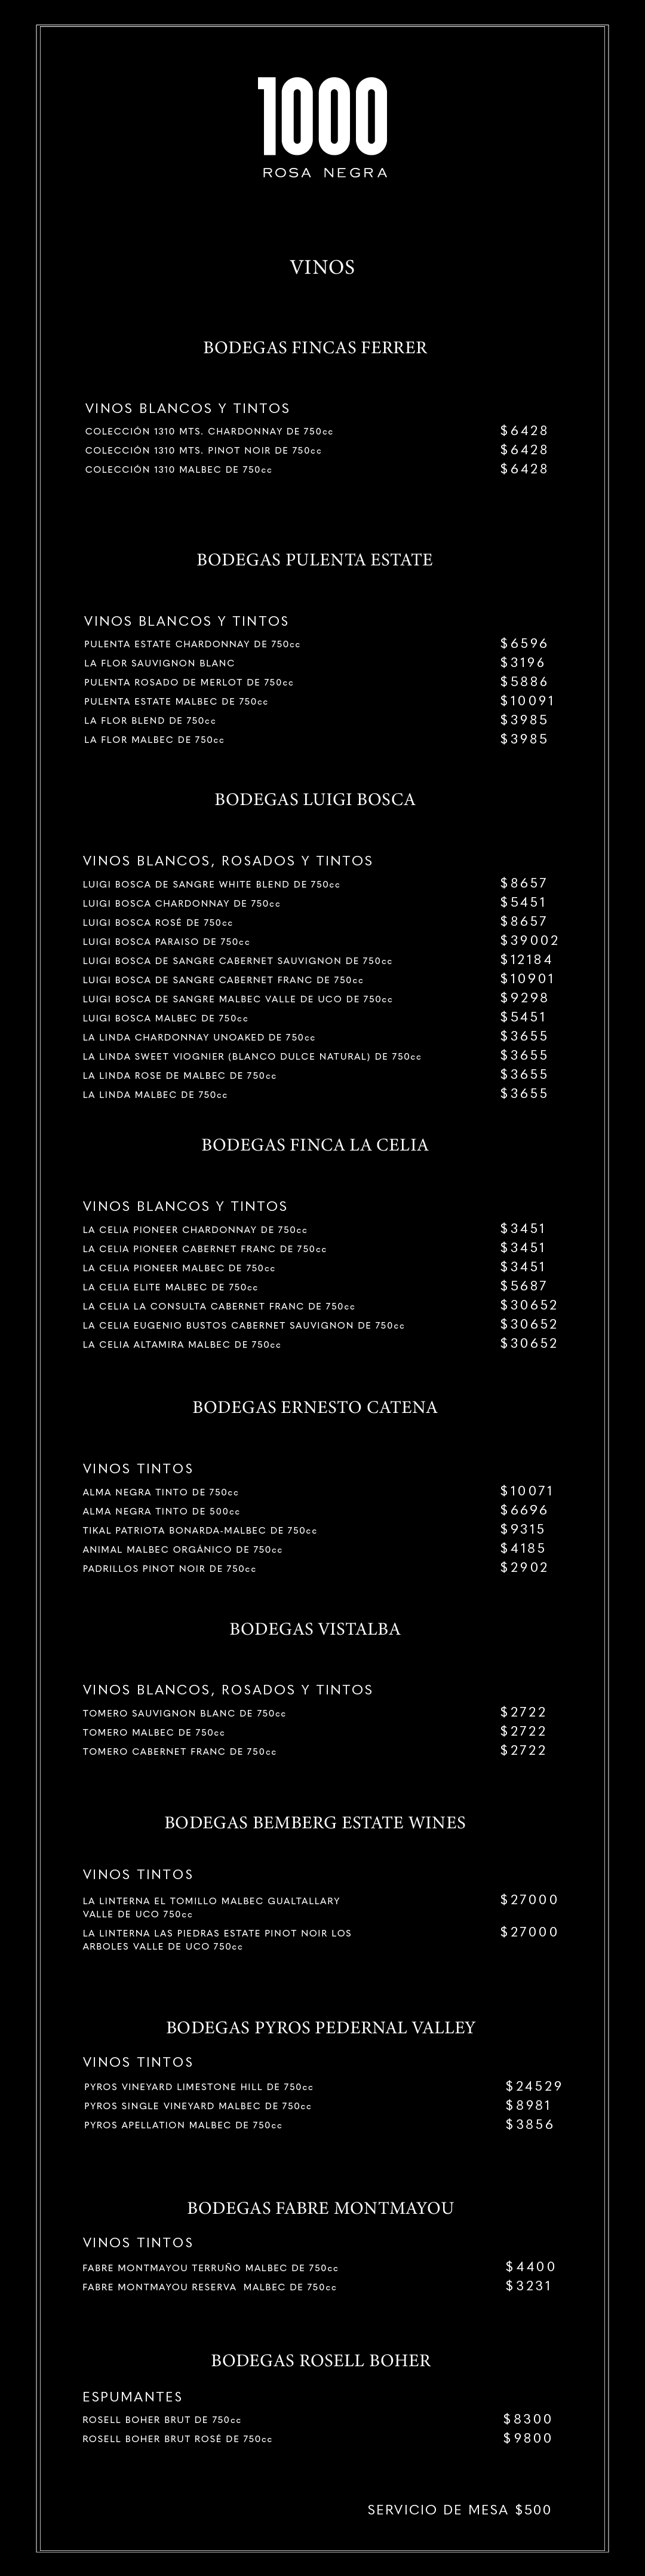 1000
ROSA NEGRA
VINOS
BODEGAS FINCAS FERRER
VINOS BLANCOS Y TINTOS
COLECCIÓN 1310 MTS. CHARDONNAY DE 750cc $6428
COLECCIÓN 1310 MTS. PINOT NOIR DE 750cc $6428
COLECCIÓN 1310 MALBEC DE 750cc $6428
BODEGAS PULENTA ESTATE
VINOS BLANCOS Y TINTOS
PULENTA ESTATE CHARDONNAY DE 750cc $6596
LA FLOR SAUVIGNON BLANC $3196
PULENTA ROSADO DE MERLOT DE 750cc $5886
PULENTA ESTATE MALBEC DE 750cc $10091
LA FLOR BLEND DE 750cc $3985
LA FLOR MALBEC DE 750cc $3985
BODEGAS LUIGI BOSCA
VINOS BLANCOS, ROSADOS Y TINTOS
LUIGI BOSCA DE SANGRE WHITE BLEND DE 750cc $8657
LUIGI BOSCA CHARDONNAY DE 750cc $5451
LUIGI BOSCA ROSÉ DE 750cc $8657
LUIGI BOSCA PARAISO DE 750cc $39002
LUIGI BOSCA DE SANGRE CABERNET SAUVIGNON DE 750cc $12184
LUIGI BOSCA DE SANGRE CABERNET FRANC DE 750cc $10901
LUIGI BOSCA DE SANGRE MALBEC VALLE DE UCO DE 750cc $9298
LUIGI BOSCA MALBEC DE 750cc $5451
LA LINDA CHARDONNAY UNOAKED DE 750cc $3655
LA LINDA SWEET VIOGNIER (BLANCO DULCE NATURAL) DE 750cc $3655
LA LINDA ROSE DE MALBEC DE 750cc $3655
LA LINDA MALBEC DE 750cc $3655
BODEGAS FINCA LA CELIA
VINOS BLANCOS Y TINTOS
LA CELIA PIONEER CHARDONNAY DE 750cc $3451
LA CELIA PIONEER CABERNET FRANC DE 750cc $3451
LA CELIA PIONEER MALBEC DE 750cc $3451
LA CELIA ELITE MALBEC DE 750cc $5687
LA CELIA LA CONSULTA CABERNET FRANC DE 750cc $30652
LA CELIA EUGENIO BUSTOS CABERNET SAUVIGNON DE 750cc $30652
LA CELIA ALTAMIRA MALBEC DE 750cc $30652
BODEGAS ERNESTO CATENA
VINOS TINTOS
ALMA NEGRA TINTO DE 750cc $10071
ALMA NEGRA TINTO DE 500cc $6696
TIKAL PATRIOTA BONARDA-MALBEC DE 750cc $9315
ANIMAL MALBEC ORGÁNICO DE 750cc $4185
PADRILLOS PINOT NOIR DE 750cc $2902
BODEGAS VISTALBA
VINOS BLANCOS, ROSADOS Y TINTOS
TOMERO SAUVIGNON BLANC DE 750cc $2722
TOMERO MALBEC DE 750cc $2722
TOMERO CABERNET FRANC DE 750cc $2722
BODEGAS BEMBERG ESTATE WINES
VINOS TINTOS
LA LINTERNA EL TOMILLO MALBEC GUALTALLARY $27000
VALLE DE UCO 750cc
LA LINTERNA LAS PIEDRAS ESTATE PINOT NOIR LOS $27000
ARBOLES VALLE DE UCO 750cc
BODEGAS PYROS PEDERNAL VALLEY
VINOS TINTOS
PYROS VINEYARD LIMESTONE HILL DE 750cc $24529
PYROS SINGLE VINEYARD MALBEC DE 750cc $8981
PYROS APELLATION MALBEC DE 750cc $3856
BODEGAS FABRE MONTMAYOU
VINOS TINTOS
FABRE MONTMAYOU TERRUÑO MALBEC DE 750cc $4400
FABRE MONTMAYOU RESERVA MALBEC DE 750cc $3231
BODEGAS ROSELL BOHER
ESPUMANTES
ROSELL BOHER BRUT DE 750cc $8300
ROSELL BOHER BRUT ROSÉ DE 750cc $9800
SERVICIO DE MESA $500